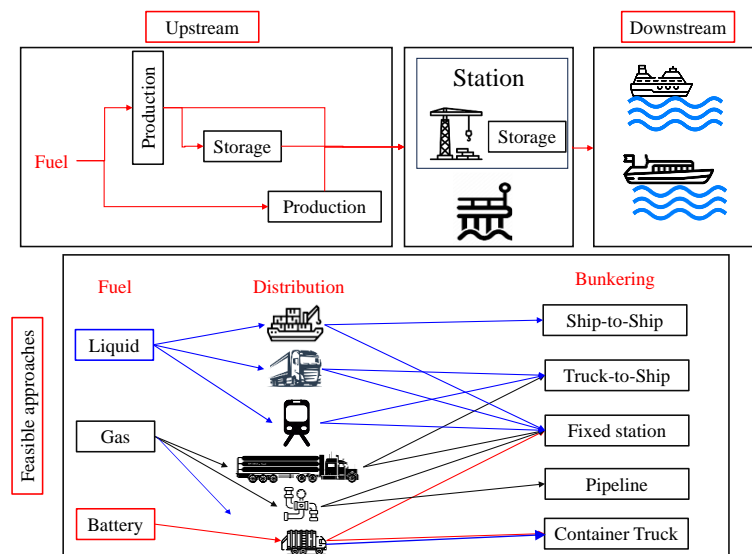 Upstream
Downstream
Production
Storage
Fuel
Production
Station
Storage
Feasible approaches
Fuel
Distribution
Bunkering
Liquid
Gas
Battery
Ship-to-Ship
Truck-to-Ship
Fixed station
Pipeline
Container Truck